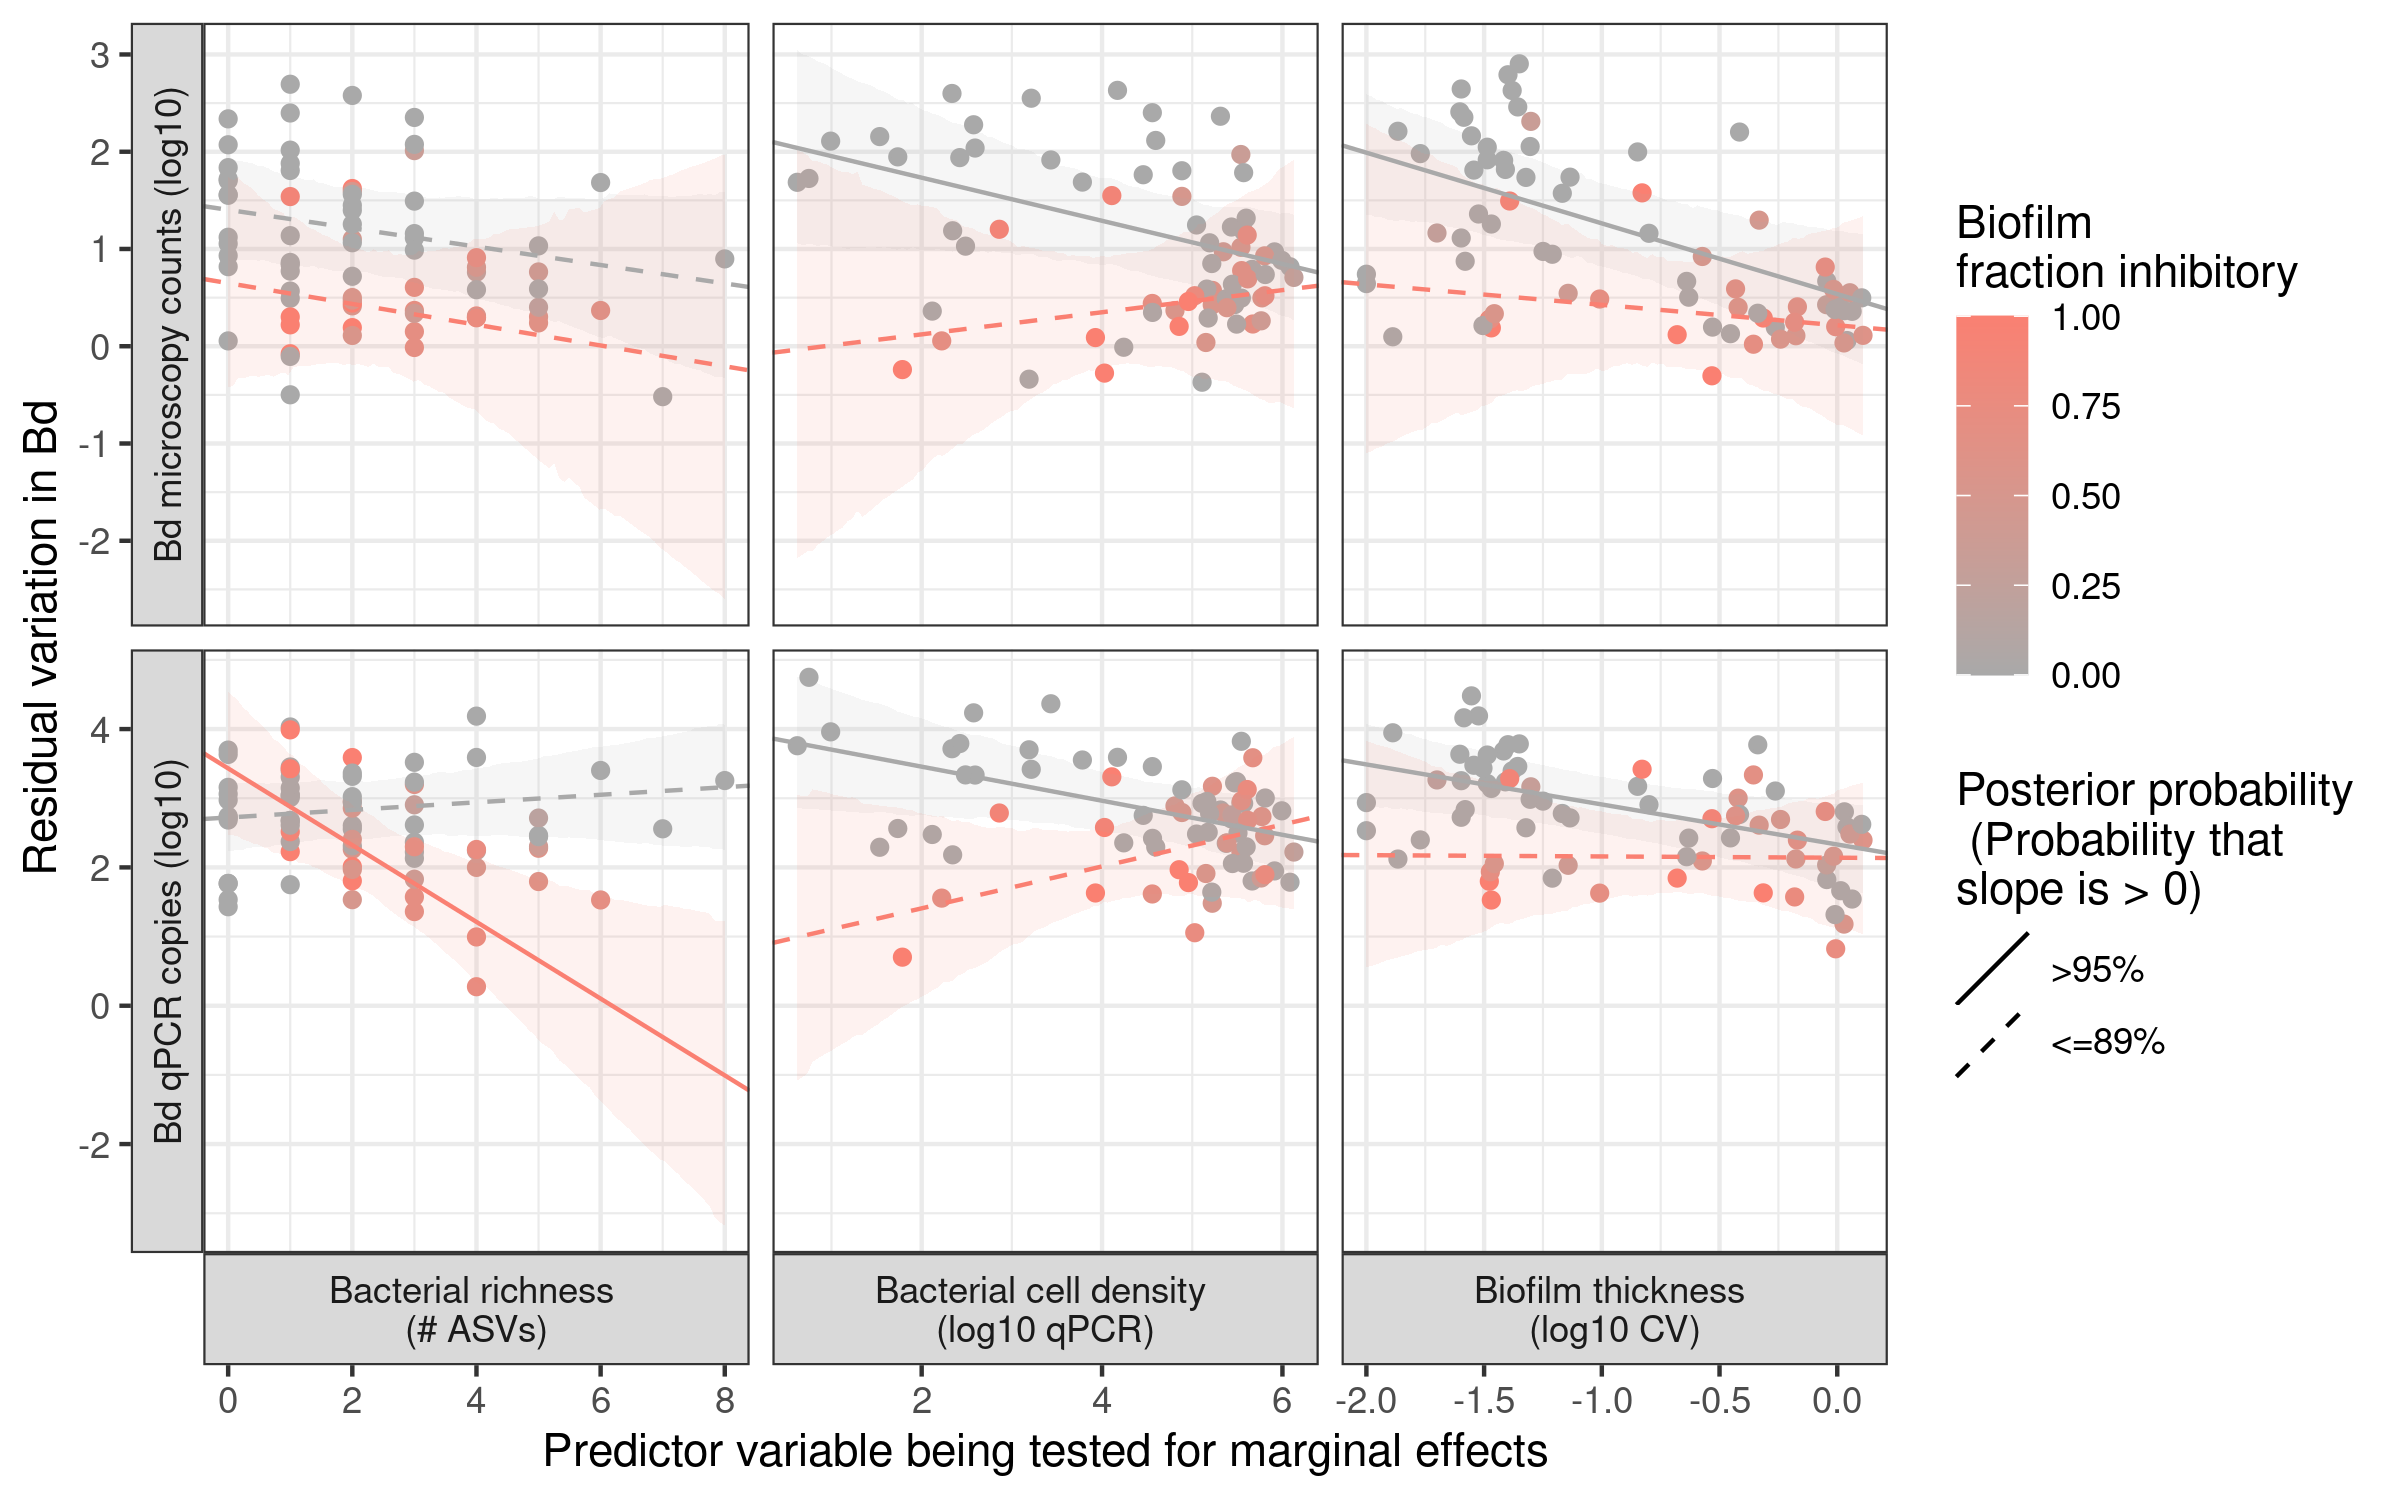 Residual variation in Bd
Bd microscopy counts (log10)
3
2
1
0
-1
-2
Bd qPCR copies (log10)
4
2
0
-2
Bacterial richness
(# ASVs)
Bacterial cell density
(log10 qPCR)
Biofilm thickness
(log10 CV)
0 2 4 6 8
2 4 6
-2.0 -1.5 -1.0 -0.5 0.0
Predictor variable being tested for marginal effects
Biofilm
fraction inhibitory
1.00
0.75
0.50
0.25
0.00
Posterior probability
(Probability that
slope is > 0)
>95%
<=89%